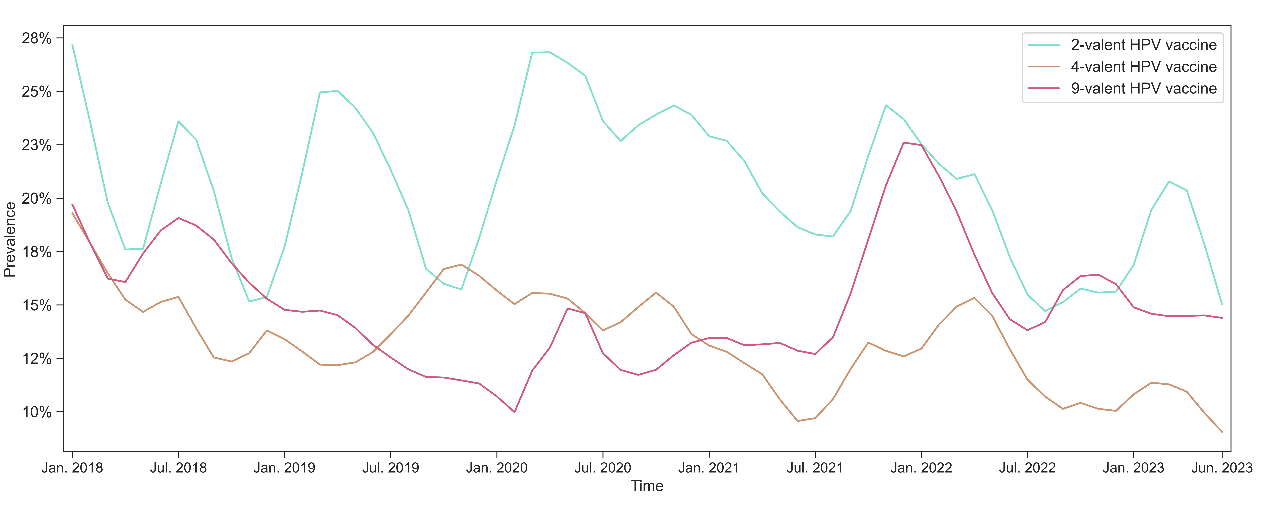 28%
25%
23%
20%
18%
15%
12%
10%
Prevalence
2-valent HPV vaccine
4-valent HPV vaccine
9-valent HPV vaccine
Jan. 2018 Jul. 2018 Jan. 2019 Jul. 2019 Jan. 2020 Jul. 2020 Jan. 2021 Jul. 2021 Jan. 2022 Jul. 2022 Jan. 2023 Jun. 2023
Time